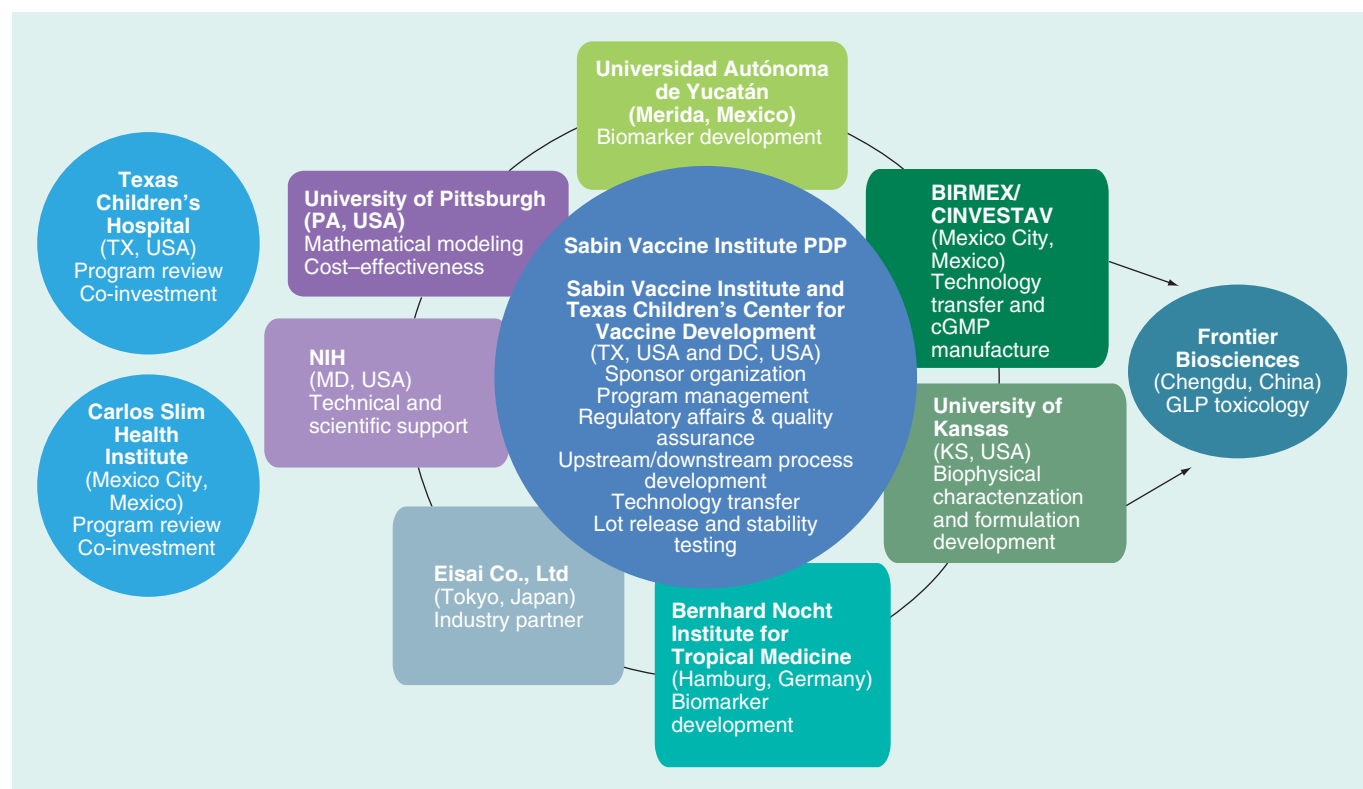 Universidad Autónoma
de Yucatán
(Merida, Mexico)
Biomarker development
Texas
Children's
Hospital
(TX, USA)
Program review
Co-investment
Carlos Slim
Health
Institute
(Mexico City,
Mexico)
Program review
Co-investment
University of Pittsburgh
(PA, USA)
Mathematical modeling
Cost–effectiveness
NIH
(MD, USA)
Technical and
scientific support
Eisai Co., Ltd
(Tokyo, Japan)
Industry partner
Sabin Vaccine Institute PDP
Sabin Vaccine Institute and
Texas Children's Center for
Vaccine Development
(TX, USA and DC, USA)
Sponsor organization
Program management
Regulatory affairs & quality
assurance
Upstream/downstream process
development
Technology transfer
Lot release and stability
testing
Bernhard Nocht
Institute for
Tropical Medicine
(Hamburg, Germany)
Biomarker
development
BIRMEX/
CINVESTAV
(Mexico City,
Mexico)
Technology
transfer and
cGMP
manufacture
University of
Kansas
(KS, USA)
Biophysical
charactenzation
and formulation
development
Frontier
Biosciences
(Chengdu, China)
GLP toxicology